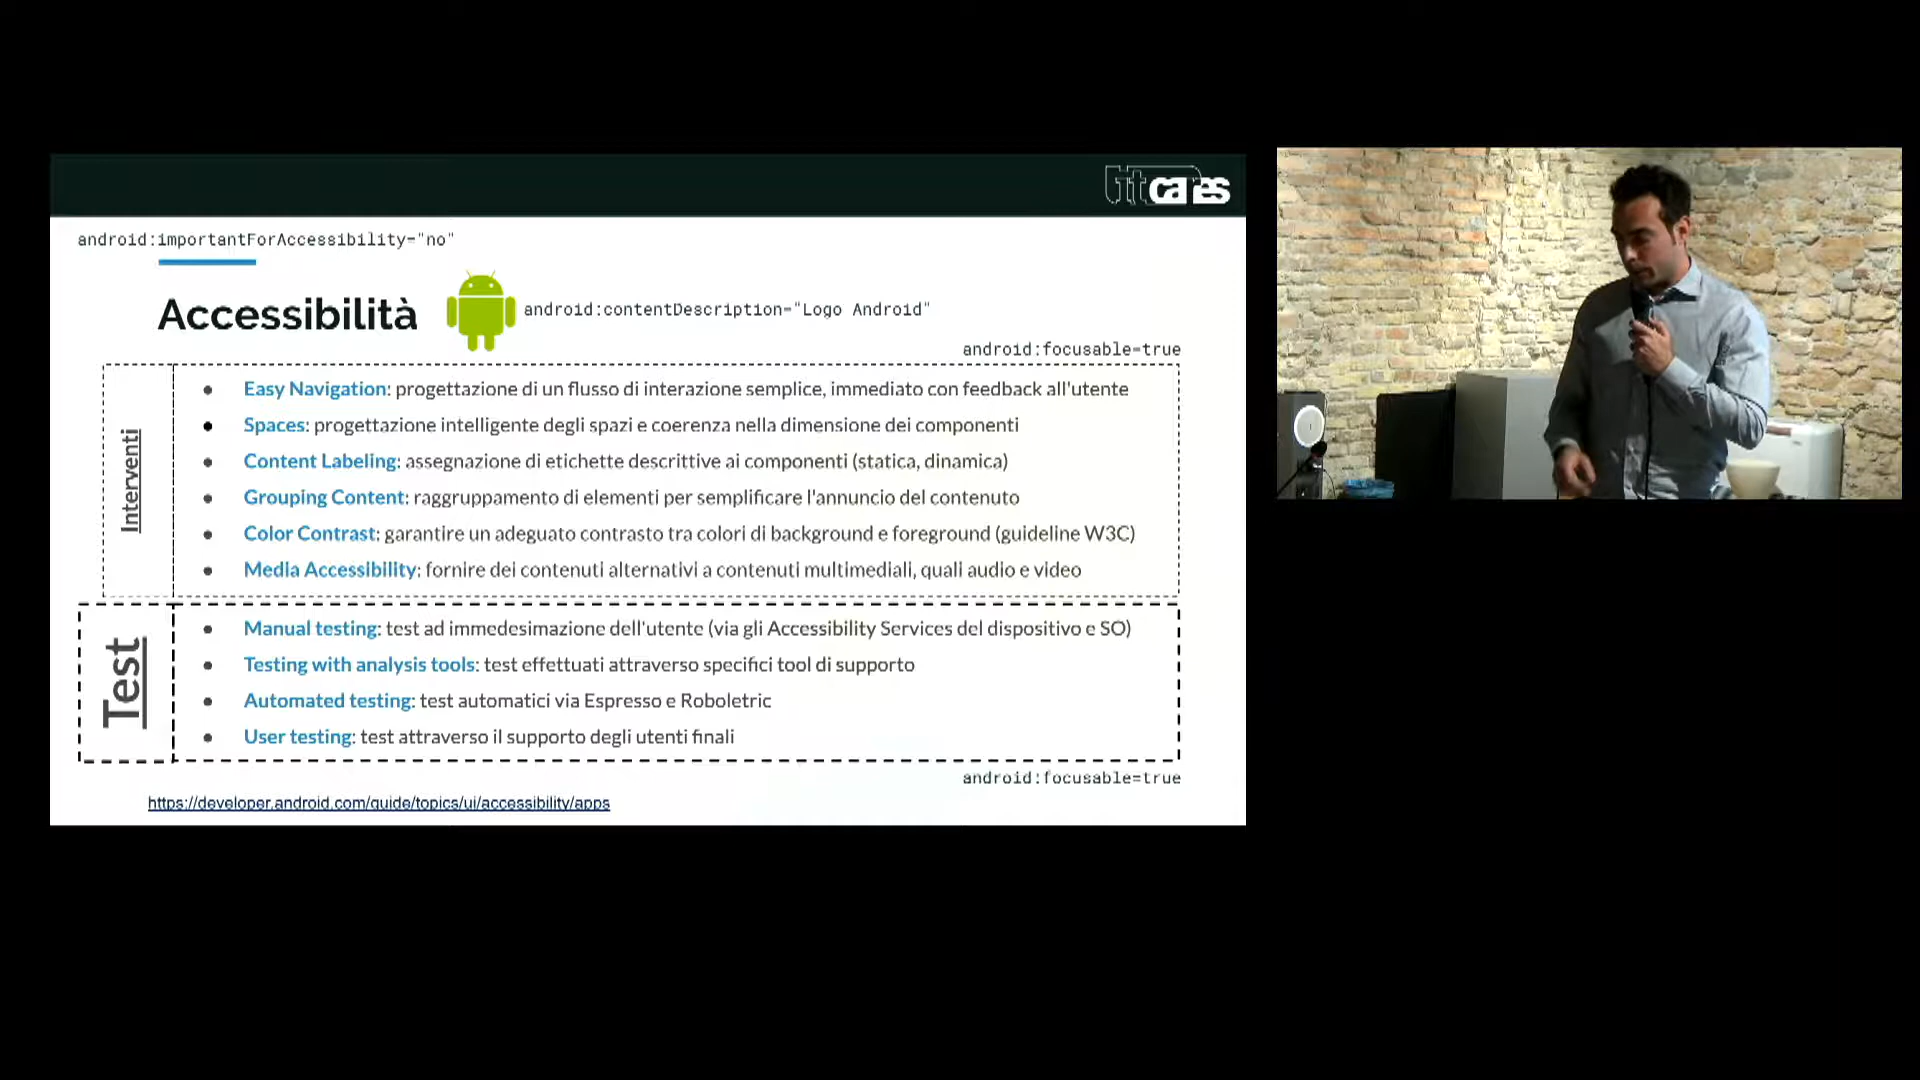 android:importantForAccessibility="no"
Accessibilità
android:contentDescription="Logo Android"
android:focusable=true
Interventi
Easy Navigation: progettazione di un flusso di interazione semplice, immediato con feedback all'utente
Spaces: progettazione intelligente degli spazi e coerenza nella dimensione dei componenti
Content Labeling: assegnazione di etichette descrittive ai componenti (statica, dinamica)
Grouping Content: raggruppamento di elementi per semplificare l'annuncio del contenuto
Color Contrast: garantire un adeguato contrasto tra colori di background e foreground (guideline W3C)
Media Accessibility: fornire dei contenuti alternativi a contenuti multimediali, quali audio e video
Test
Manual testing: test ad immedesimazione dell'utente (via gli Accessibility Services del dispositivo e SO)
Testing with analysis tools: test effettuati attraverso specifici tool di supporto
Automated testing: test automatici via Espresso e Roboletric
User testing: test attraverso il supporto degli utenti finali
android:focusable=true
https://developer.android.com/guide/topics/ui/accessibility/apps